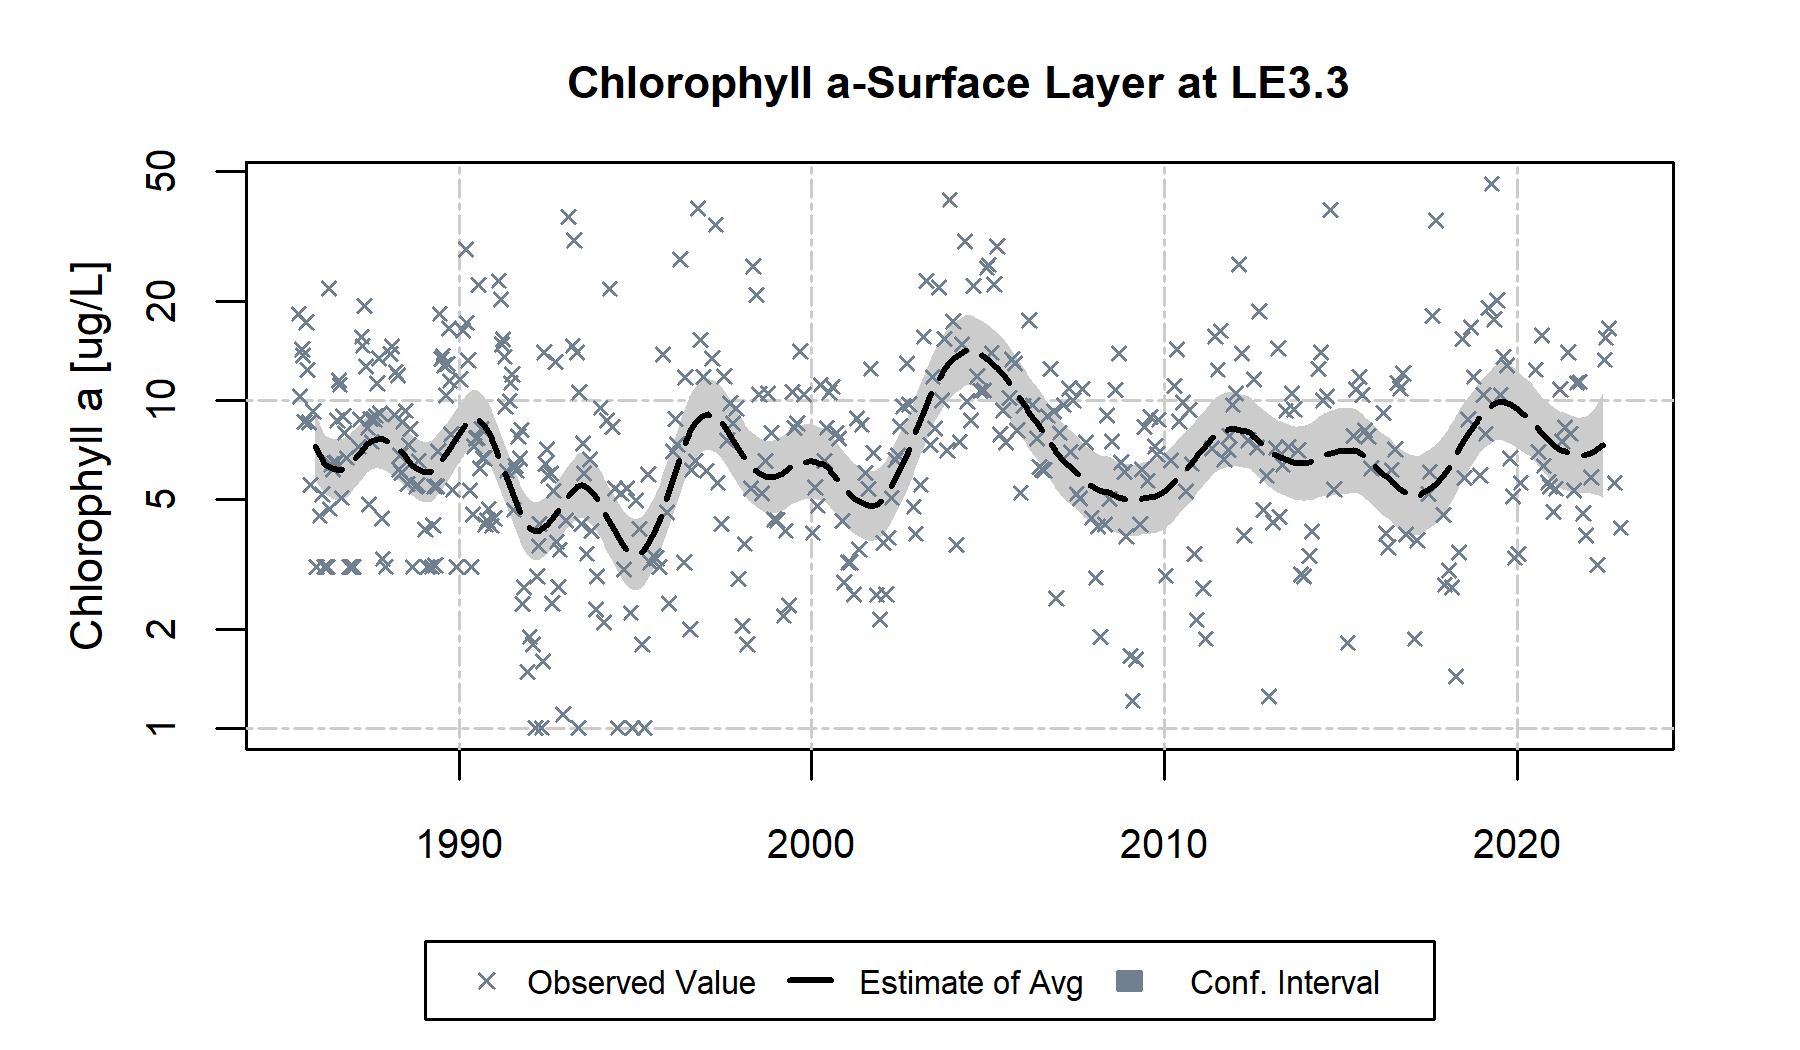 Chlorophyll a-Surface Layer at LE3.3
Chlorophyll a [ug/L]
50
20
10
5
2
1
1990 2000 2010 2020
Observed Value Estimate of Avg Conf. Interval